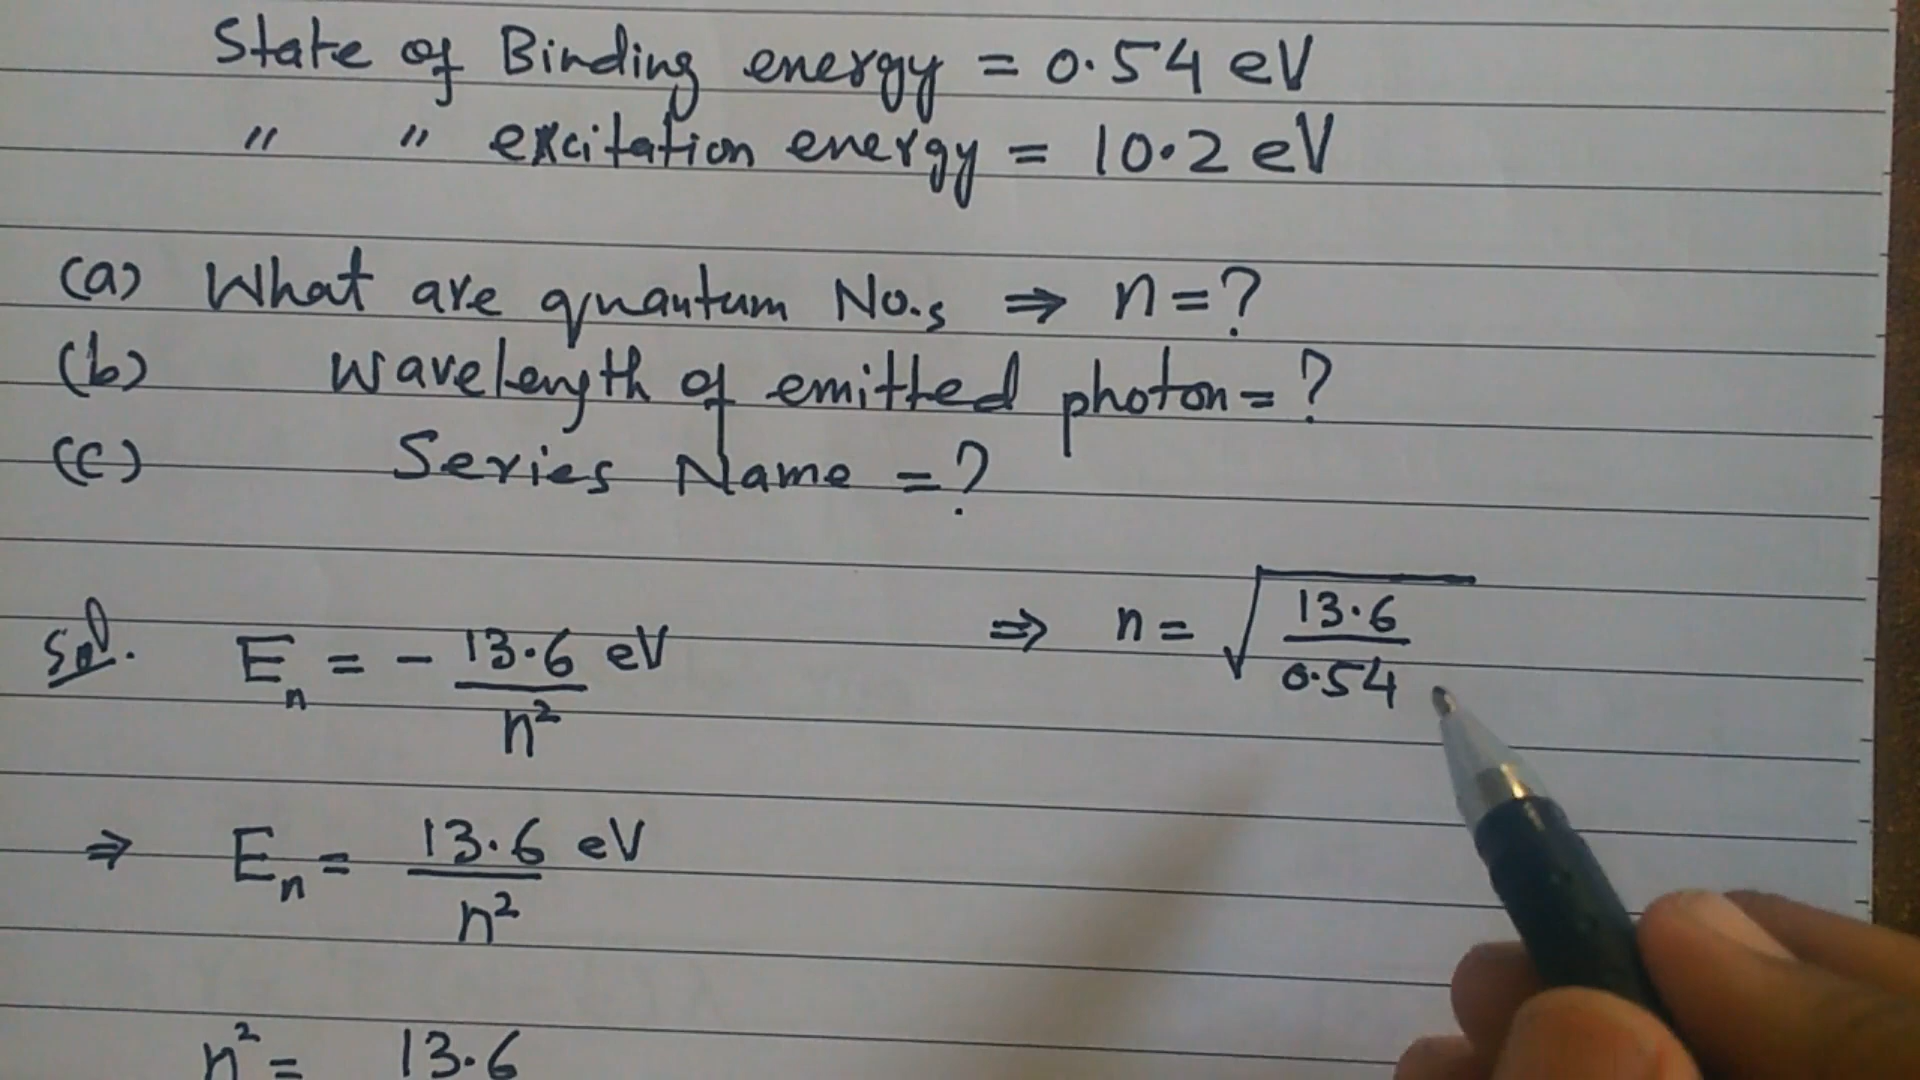 State of Binding energy = 0.54 eV
" " excitation energy = 10.2 eV
(a) What are quantum No.s ⇒ n = ?
(b) wavelength of emitted photon = ?
(c) Series Name = ?
Sol. Eₙ = - 13.6/n² eV ⇒ n = √(13.6/0.54)
⇒ Eₙ = 13.6/n² eV
n² = 13.6